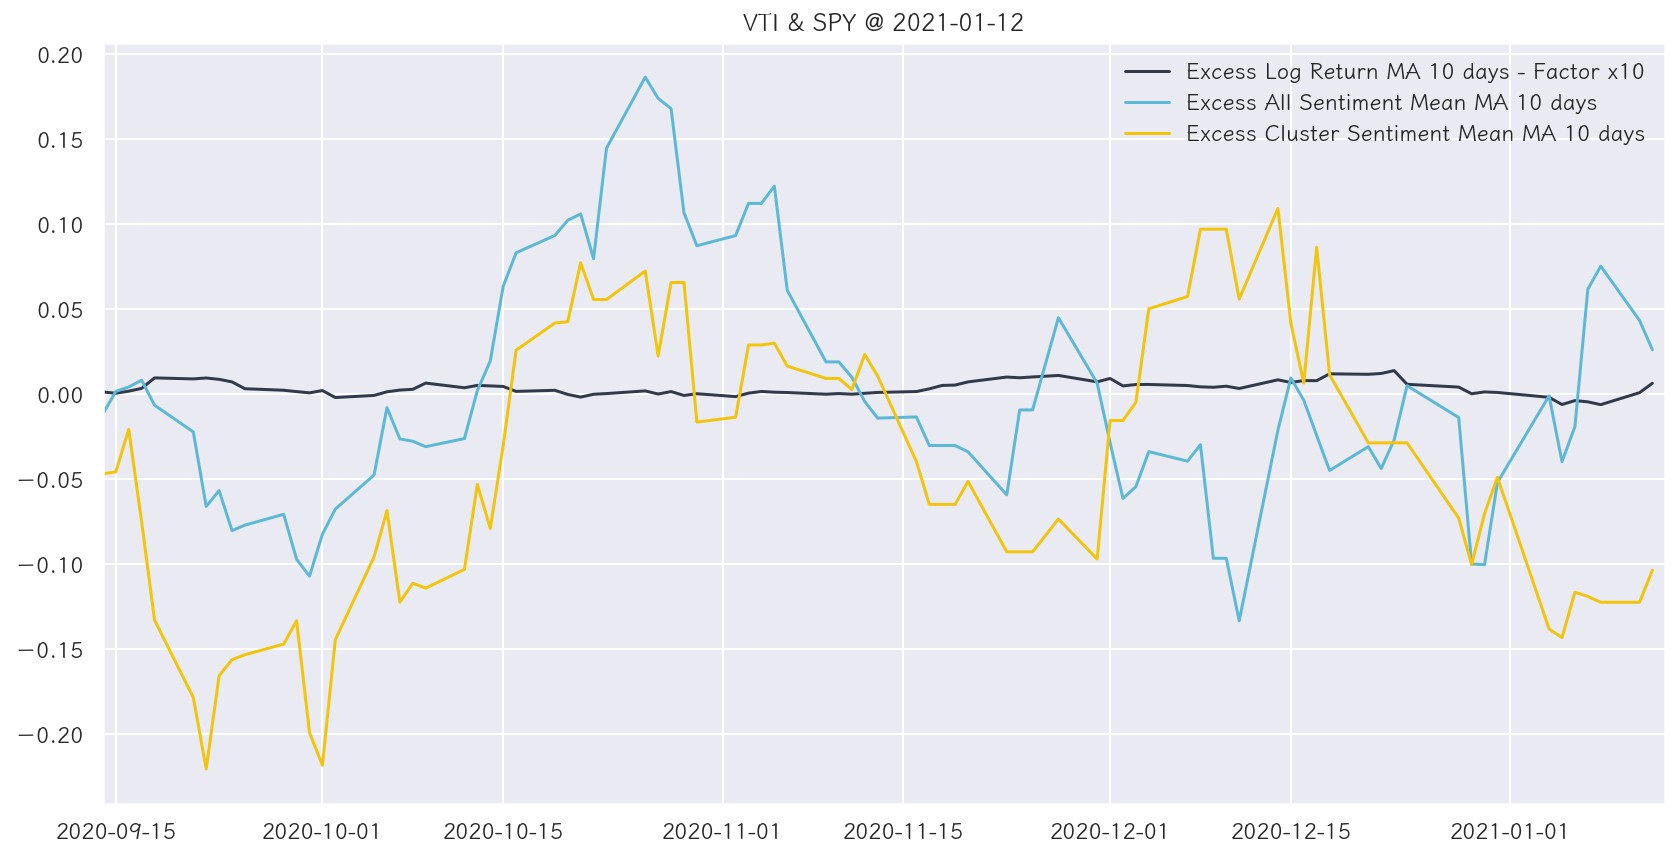 VTI & SPY @ 2021-01-12
Excess Log Return MA 10 days - Factor x10
Excess All Sentiment Mean MA 10 days
Excess Cluster Sentiment Mean MA 10 days
0.20
0.15
0.10
0.05
0.00
−0.05
−0.10
−0.15
−0.20
2020-09-15 2020-10-01 2020-10-15 2020-11-01 2020-11-15 2020-12-01 2020-12-15 2021-01-01